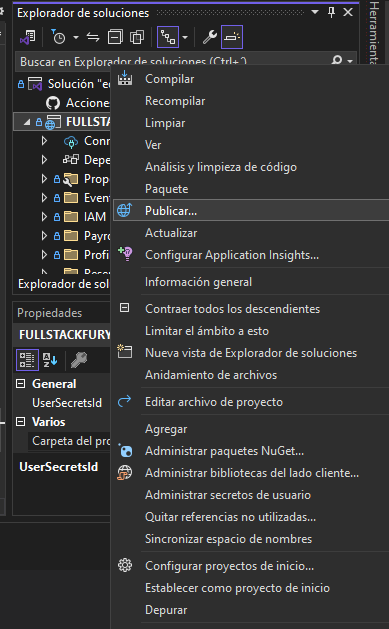 Explorador de soluciones
Buscar en Explorador de soluciones (Ctrl+,)
Solución "ed
Acciones
FULLSTA
Conn
Depe
Prop
Event
IAM
Payro
Profi
Explorador de sol
Propiedades
FULLSTACKFURY
General
UserSecretsId
Varios
Carpeta del pro
UserSecretsId
Compilar
Recompilar
Limpiar
Ver
Análisis y limpieza de código
Paquete
Publicar...
Actualizar
Configurar Application Insights...
Información general
Contraer todos los descendientes
Limitar el ámbito a esto
Nueva vista de Explorador de soluciones
Anidamiento de archivos
Editar archivo de proyecto
Agregar
Administrar paquetes NuGet...
Administrar bibliotecas del lado cliente...
Administrar secretos de usuario
Quitar referencias no utilizadas...
Sincronizar espacio de nombres
Configurar proyectos de inicio...
Establecer como proyecto de inicio
Depurar
Herramienta